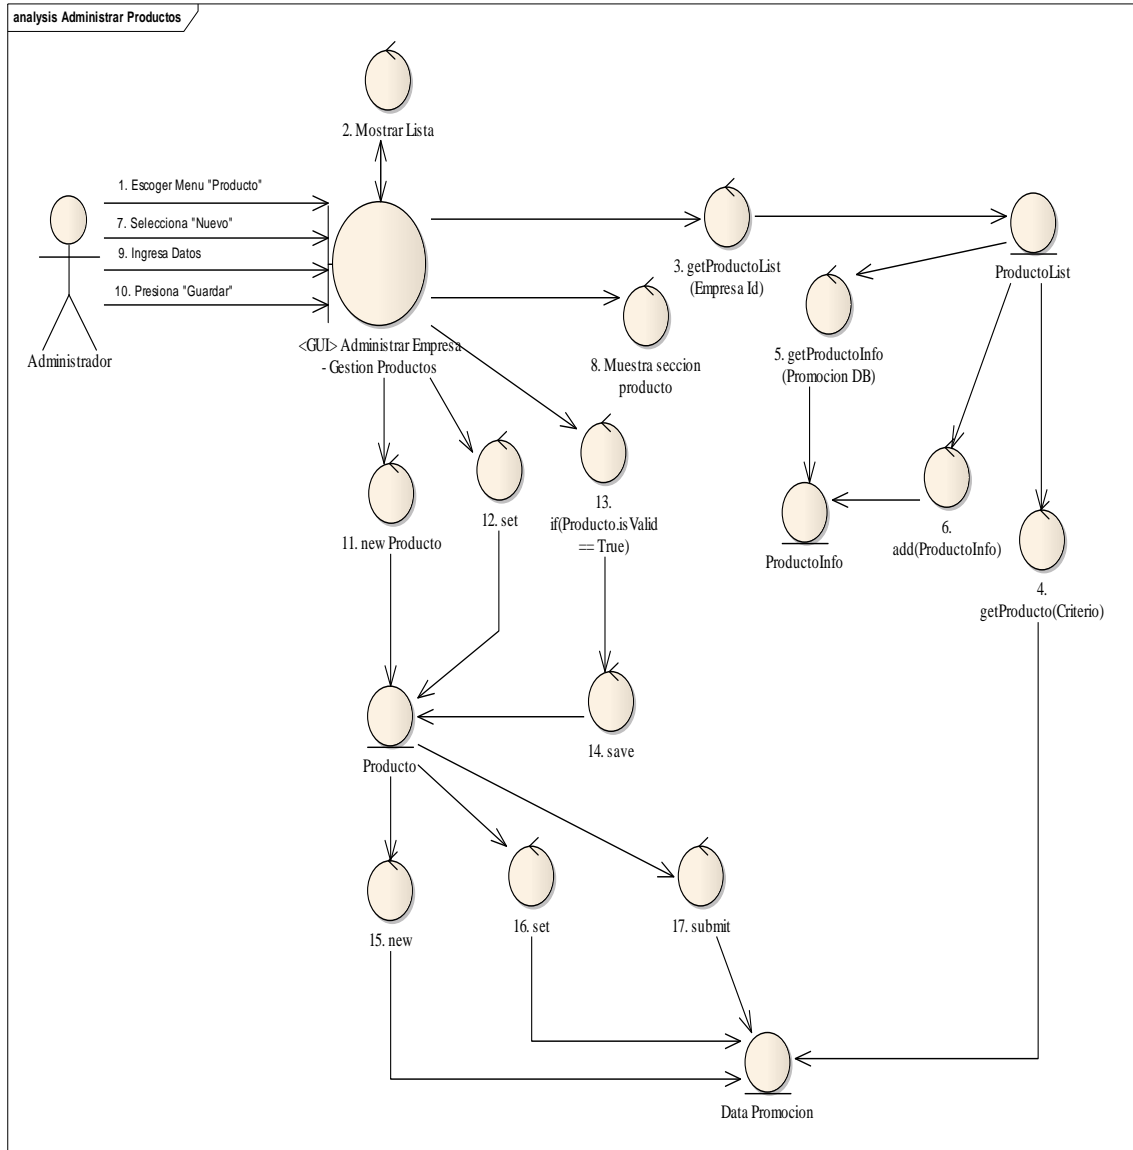 analysis Administrar Productos
2. Mostrar Lista
1. Escoger Menu "Producto"
7. Selecciona "Nuevo"
9. Ingresa Datos
10. Presiona "Guardar"
Administrador
<GUI> Administrar Empresa
- Gestion Productos
3. getProductoList
(Empresa Id)
ProductoList
8. Muestra seccion
producto
5. getProductoInfo
(Promocion DB)
11. new Producto
12. set
13.
if(Producto.isValid
== True)
ProductoInfo
6.
add(ProductoInfo)
4.
getProducto(Criterio)
Producto
14. save
15. new
16. set
17. submit
Data Promocion